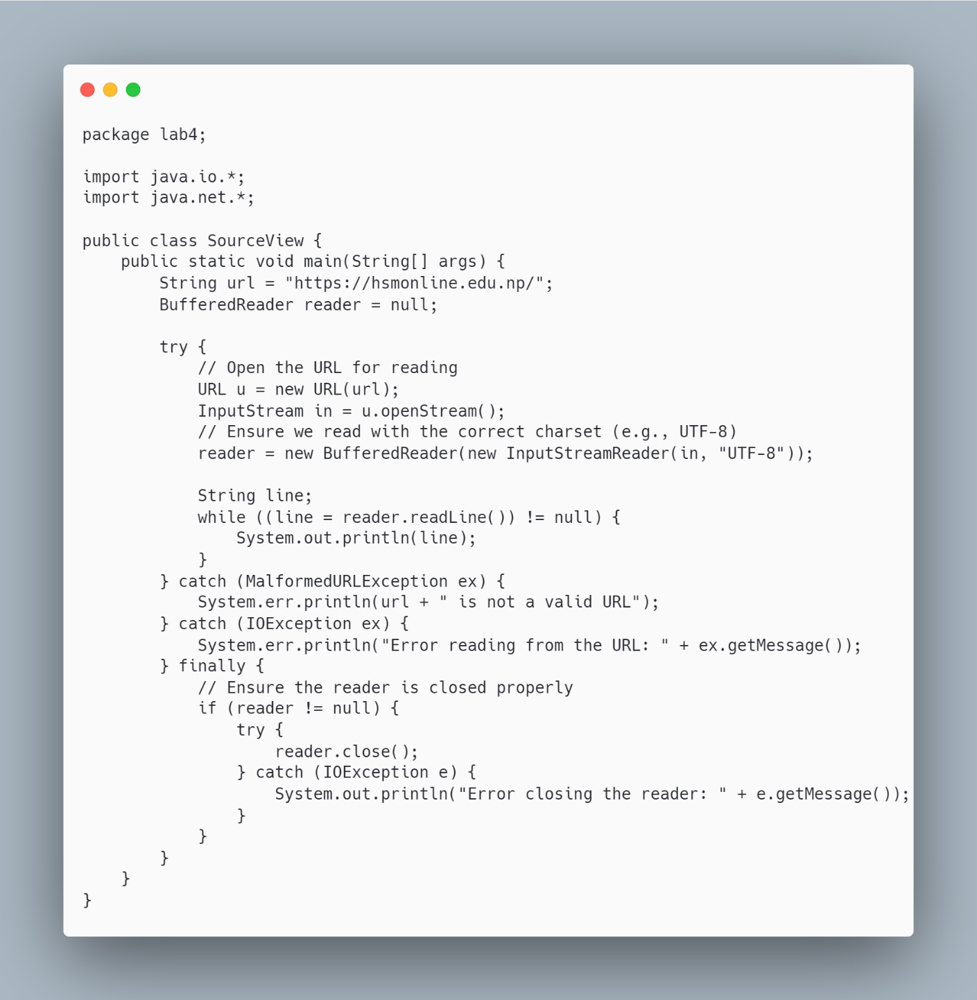 package lab4;

import java.io.*;
import java.net.*;

public class SourceView {
    public static void main(String[] args) {
        String url = "https://hsmonline.edu.np/";
        BufferedReader reader = null;

        try {
            // Open the URL for reading
            URL u = new URL(url);
            InputStream in = u.openStream();
            // Ensure we read with the correct charset (e.g., UTF-8)
            reader = new BufferedReader(new InputStreamReader(in, "UTF-8"));

            String line;
            while ((line = reader.readLine()) != null) {
                System.out.println(line);
            }
        } catch (MalformedURLException ex) {
            System.err.println(url + " is not a valid URL");
        } catch (IOException ex) {
            System.err.println("Error reading from the URL: " + ex.getMessage());
        } finally {
            // Ensure the reader is closed properly
            if (reader != null) {
                try {
                    reader.close();
                } catch (IOException e) {
                    System.out.println("Error closing the reader: " + e.getMessage());
                }
            }
        }
    }
}